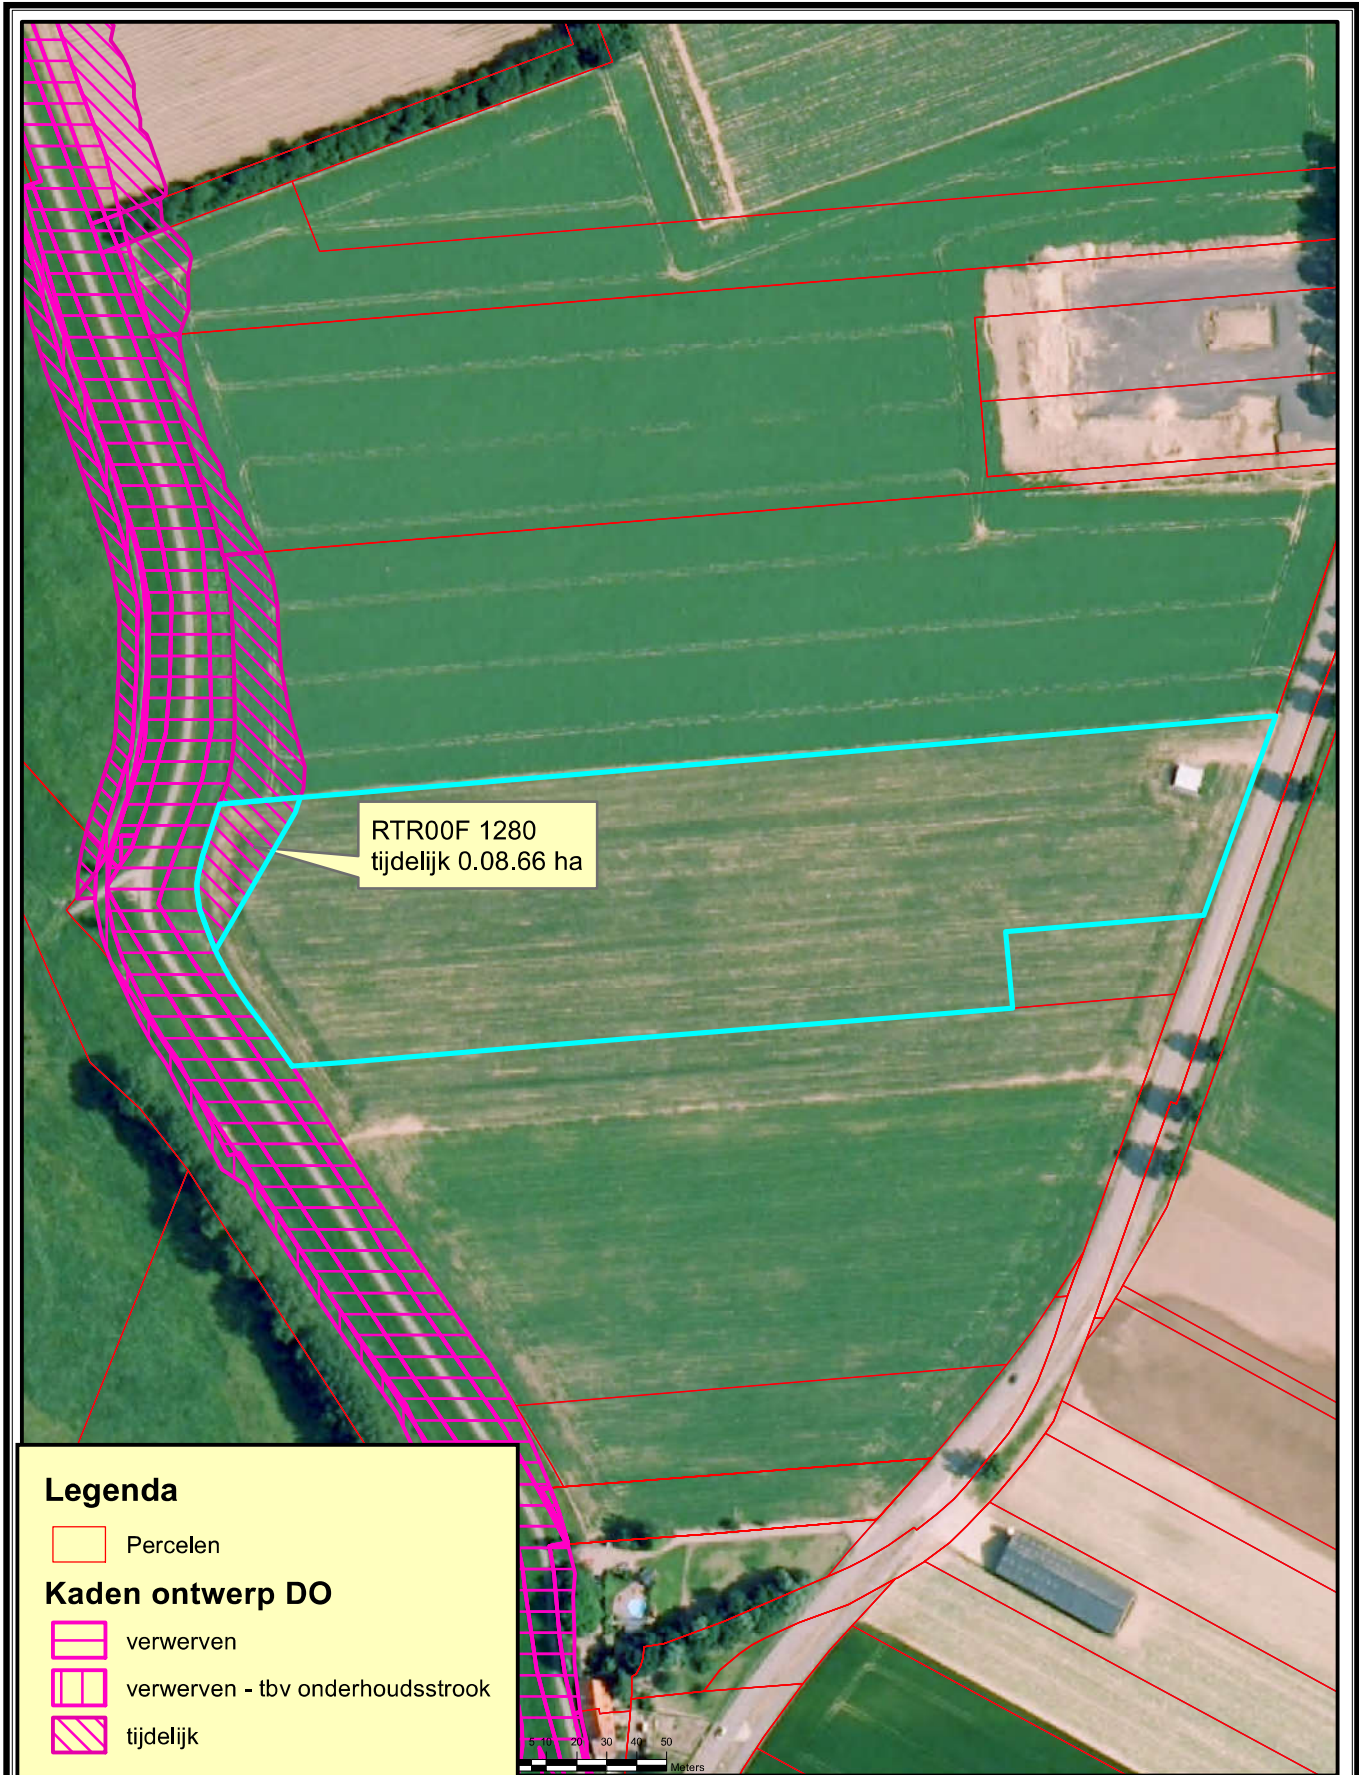 RTR00F 1280
tijdelijk 0.08.66 ha
Legenda
Percelen
Kaden ontwerp DO
verwerven
verwerven - tbv onderhoudsstrook
tijdelijk
5 10 20 30 40 50
Meters